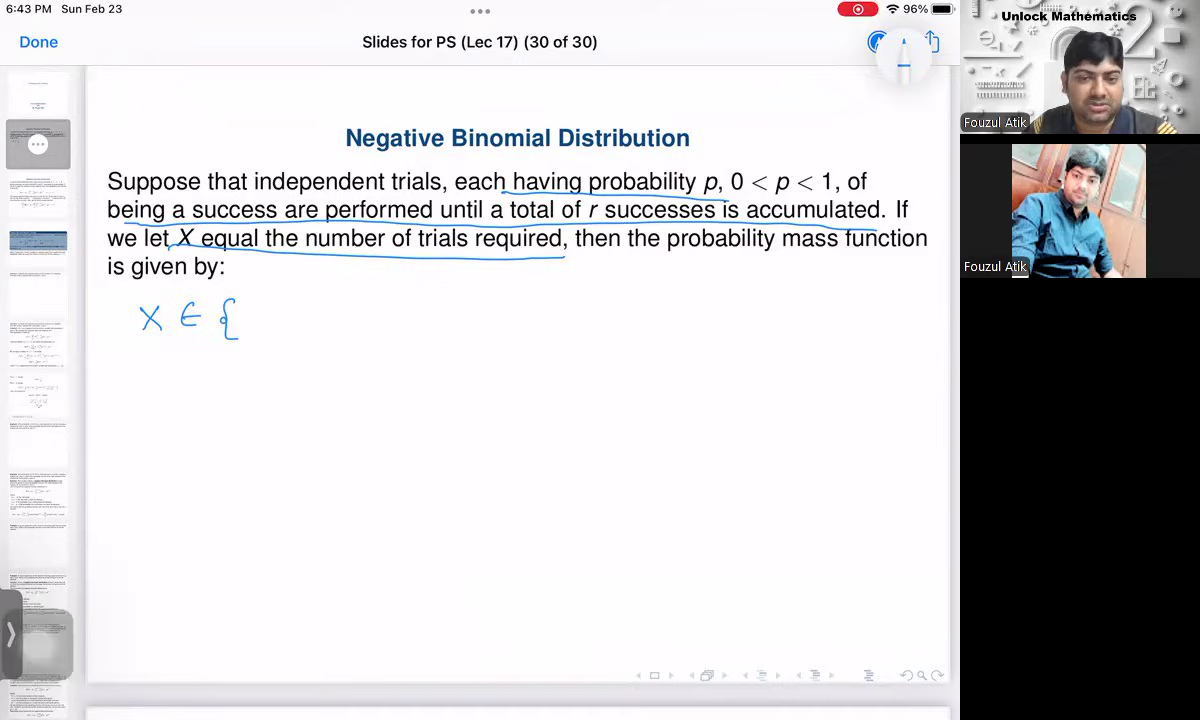 6:43 PM Sun Feb 23
96%
Done
Slides for PS (Lec 17) (30 of 30)
Unlock Mathematics
Fouzul Atik
Fouzul Atik
Negative Binomial Distribution
Suppose that independent trials, each having probability p, 0 < p < 1, of
being a success are performed until a total of r successes is accumulated. If
we let X equal the number of trials required, then the probability mass function
is given by:
X ∈ {